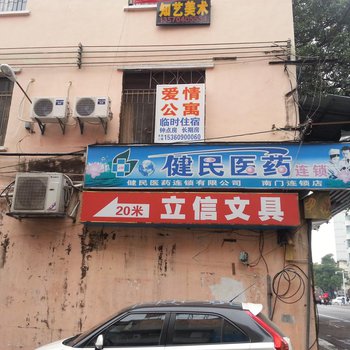 知艺美术
13570405554
爱情
公寓
临时住宿
钟点房 长期房
15360900060
健民医药连锁
健民医药连锁有限公司 南门连锁店
20米 立信文具